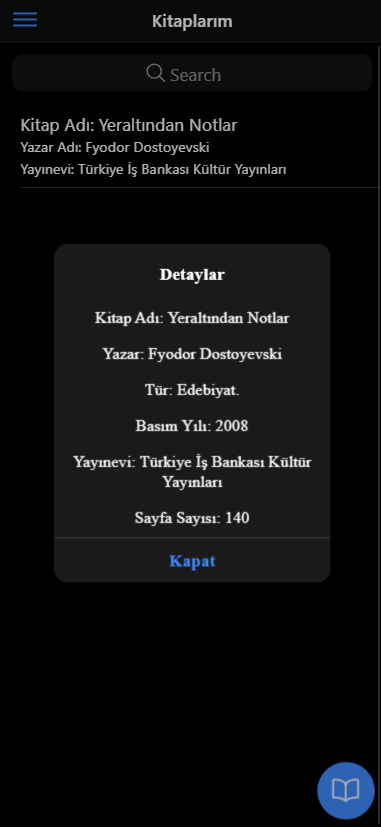 Kitaplarım
Search
Kitap Adı: Yeraltından Notlar
Yazar Adı: Fyodor Dostoyevski
Yayınevi: Türkiye İş Bankası Kültür Yayınları
Detaylar
Kitap Adı: Yeraltından Notlar
Yazar: Fyodor Dostoyevski
Tür: Edebiyat.
Basım Yılı: 2008
Yayınevi: Türkiye İş Bankası Kültür
Yayınları
Sayfa Sayısı: 140
Kapat